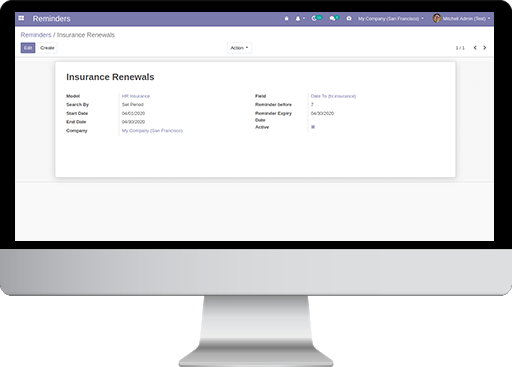 Reminders
My Company (San Francisco)
Mitchell Admin (Test)
Reminders / Insurance Renewals
Edit Create
Action
1 / 1
Insurance Renewals
Model HR Insurance
Search By Set Period
Start Date 04/01/2020
End Date 04/30/2020
Company My Company (San Francisco)
Field Date To (hr.insurance)
Reminder before 7
Reminder Expiry 04/30/2020
Date
Active